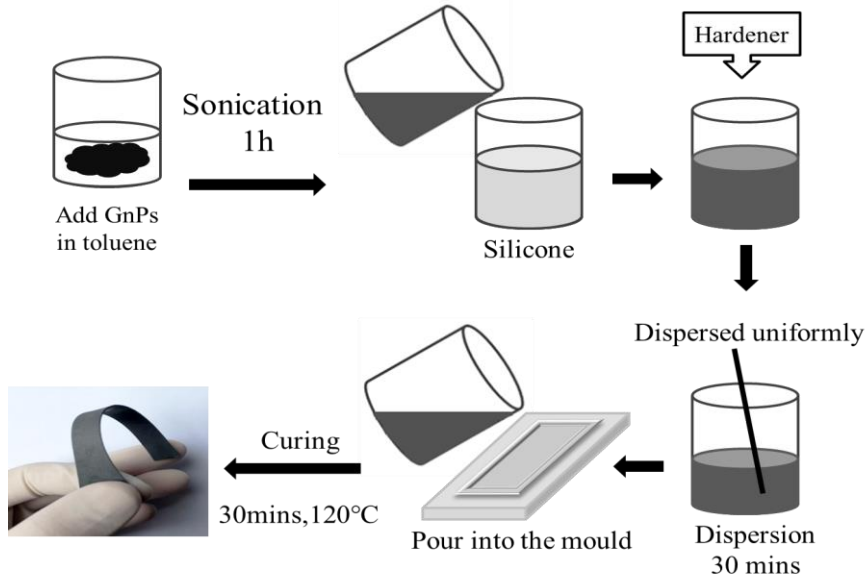 Add GnPs
in toluene
Sonication
1h
Silicone
Hardener
Dispersed uniformly
Dispersion
30 mins
Pour into the mould
Curing
30mins,120°C